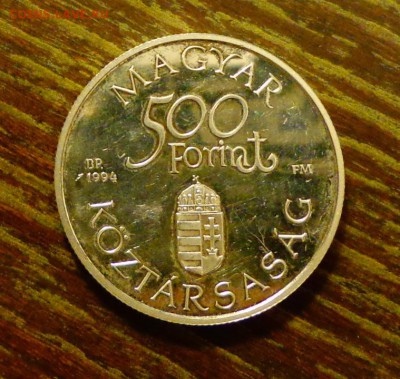 MAGYAR
500
Forint
BP.
1994
FM
KÖZTÁRSASÁG